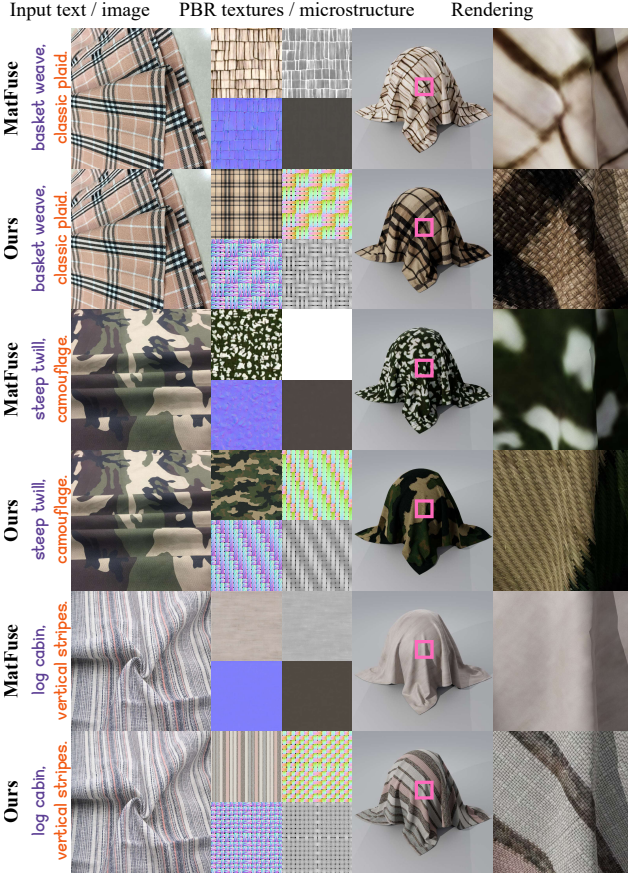 Input text / image PBR textures / microstructure Rendering
MatFuse
basket weave,
classic plaid.
Ours
basket weave,
classic plaid.
MatFuse
steep twill,
camouflage.
Ours
steep twill,
camouflage.
MatFuse
log cabin,
vertical stripes.
Ours
log cabin,
vertical stripes.